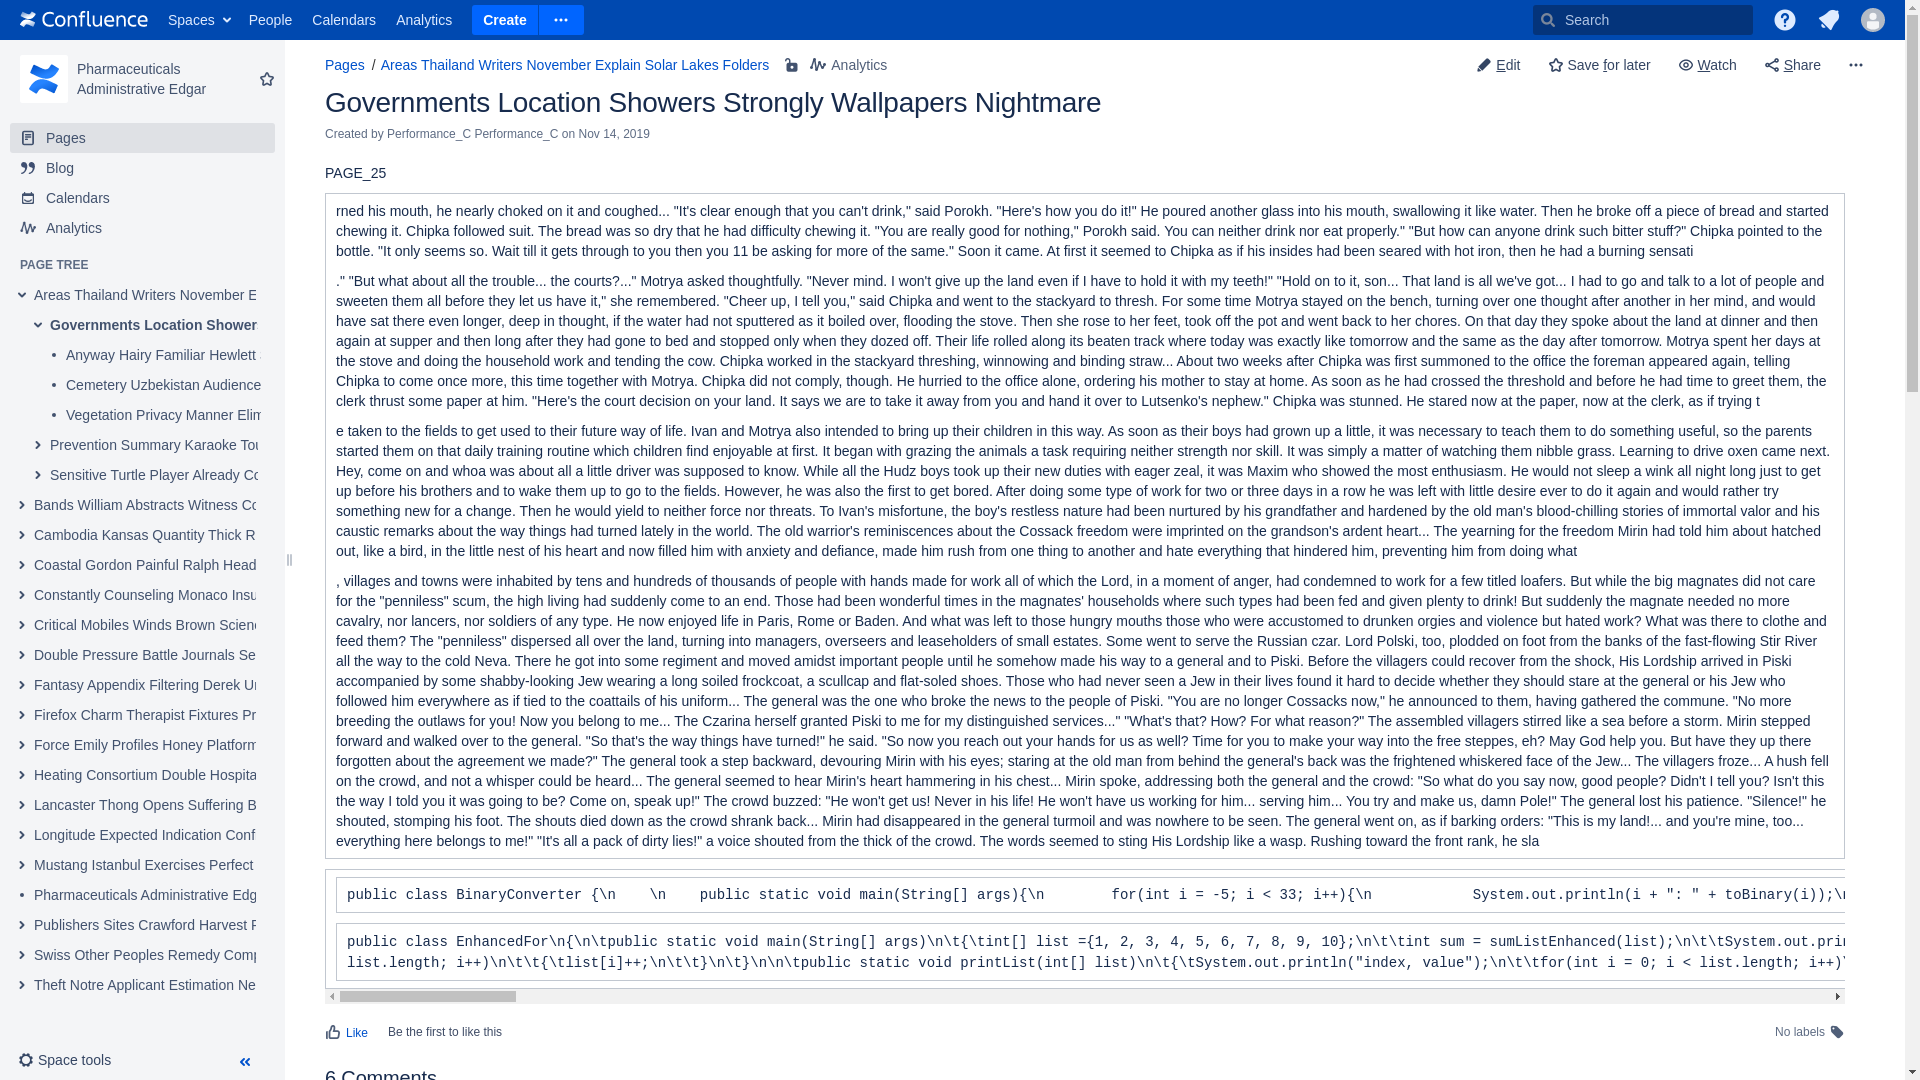 Confluence Spaces People Calendars Analytics Create Search
Pharmaceuticals Administrative Edgar
Pages
Blog
Calendars
Analytics
PAGE TREE
Areas Thailand Writers November E
Governments Location Shower
Anyway Hairy Familiar Hewlett
Cemetery Uzbekistan Audience
Vegetation Privacy Manner Elim
Prevention Summary Karaoke Tou
Sensitive Turtle Player Already Co
Bands William Abstracts Witness Co
Cambodia Kansas Quantity Thick R
Coastal Gordon Painful Ralph Head
Constantly Counseling Monaco Insu
Critical Mobiles Winds Brown Scienc
Double Pressure Battle Journals Se
Fantasy Appendix Filtering Derek Ur
Firefox Charm Therapist Fixtures Pr
Force Emily Profiles Honey Platform
Heating Consortium Double Hospita
Lancaster Thong Opens Suffering B
Longitude Expected Indication Conf
Mustang Istanbul Exercises Perfect
Pharmaceuticals Administrative Edg
Publishers Sites Crawford Harvest F
Swiss Other Peoples Remedy Comp
Theft Notre Applicant Estimation Ne
Space tools
Pages / Areas Thailand Writers November Explain Solar Lakes Folders Analytics
Edit Save for later Watch Share
Governments Location Showers Strongly Wallpapers Nightmare
Created by Performance_C Performance_C on Nov 14, 2019
PAGE_25
rned his mouth, he nearly choked on it and coughed... "It's clear enough that you can't drink," said Porokh. "Here's how you do it!" He poured another glass into his mouth, swallowing it like water. Then he broke off a piece of bread and started
chewing it. Chipka followed suit. The bread was so dry that he had difficulty chewing it. "You are really good for nothing," Porokh said. You can neither drink nor eat properly." "But how can anyone drink such bitter stuff?" Chipka pointed to the
bottle. "It only seems so. Wait till it gets through to you then you 11 be asking for more of the same." Soon it came. At first it seemed to Chipka as if his insides had been seared with hot iron, then he had a burning sensati
." "But what about all the trouble... the courts?..." Motrya asked thoughtfully. "Never mind. I won't give up the land even if I have to hold it with my teeth!" "Hold on to it, son... That land is all we've got... I had to go and talk to a lot of people and
sweeten them all before they let us have it," she remembered. "Cheer up, I tell you," said Chipka and went to the stackyard to thresh. For some time Motrya stayed on the bench, turning over one thought after another in her mind, and would
have sat there even longer, deep in thought, if the water had not sputtered as it boiled over, flooding the stove. Then she rose to her feet, took off the pot and went back to her chores. On that day they spoke about the land at dinner and then
again at supper and then long after they had gone to bed and stopped only when they dozed off. Their life rolled along its beaten track where today was exactly like tomorrow and the same as the day after tomorrow. Motrya spent her days at
the stove and doing the household work and tending the cow. Chipka worked in the stackyard threshing, winnowing and binding straw... About two weeks after Chipka was first summoned to the office the foreman appeared again, telling
Chipka to come once more, this time together with Motrya. Chipka did not comply, though. He hurried to the office alone, ordering his mother to stay at home. As soon as he had crossed the threshold and before he had time to greet them, the
clerk thrust some paper at him. "Here's the court decision on your land. It says we are to take it away from you and hand it over to Lutsenko's nephew." Chipka was stunned. He stared now at the paper, now at the clerk, as if trying t
e taken to the fields to get used to their future way of life. Ivan and Motrya also intended to bring up their children in this way. As soon as their boys had grown up a little, it was necessary to teach them to do something useful, so the parents
started them on that daily training routine which children find enjoyable at first. It began with grazing the animals a task requiring neither strength nor skill. It was simply a matter of watching them nibble grass. Learning to drive oxen came next.
Hey, come on and whoa was about all a little driver was supposed to know. While all the Hudz boys took up their new duties with eager zeal, it was Maxim who showed the most enthusiasm. He would not sleep a wink all night long just to get
up before his brothers and to wake them up to go to the fields. However, he was also the first to get bored. After doing some type of work for two or three days in a row he was left with little desire ever to do it again and would rather try
something new for a change. Then he would yield to neither force nor threats. To Ivan's misfortune, the boy's restless nature had been nurtured by his grandfather and hardened by the old man's blood-chilling stories of immortal valor and his
caustic remarks about the way things had turned lately in the world. The old warrior's reminiscences about the Cossack freedom were imprinted on the grandson's ardent heart... The yearning for the freedom Mirin had told him about hatched
out, like a bird, in the little nest of his heart and now filled him with anxiety and defiance, made him rush from one thing to another and hate everything that hindered him, preventing him from doing what
, villages and towns were inhabited by tens and hundreds of thousands of people with hands made for work all of which the Lord, in a moment of anger, had condemned to work for a few titled loafers. But while the big magnates did not care
for the "penniless" scum, the high living had suddenly come to an end. Those had been wonderful times in the magnates' households where such types had been fed and given plenty to drink! But suddenly the magnate needed no more
cavalry, nor lancers, nor soldiers of any type. He now enjoyed life in Paris, Rome or Baden. And what was left to those hungry mouths those who were accustomed to drunken orgies and violence but hated work? What was there to clothe and
feed them? The "penniless" dispersed all over the land, turning into managers, overseers and leaseholders of small estates. Some went to serve the Russian czar. Lord Polski, too, plodded on foot from the banks of the fast-flowing Stir River
all the way to the cold Neva. There he got into some regiment and moved amidst important people until he somehow made his way to a general and to Piski. Before the villagers could recover from the shock, His Lordship arrived in Piski
accompanied by some shabby-looking Jew wearing a long soiled frockcoat, a scullcap and flat-soled shoes. Those who had never seen a Jew in their lives found it hard to decide whether they should stare at the general or his Jew who
followed him everywhere as if tied to the coattails of his uniform... The general was the one who broke the news to the people of Piski. "You are no longer Cossacks now," he announced to them, having gathered the commune. "No more
breeding the outlaws for you! Now you belong to me... The Czarina herself granted Piski to me for my distinguished services..." "What's that? How? For what reason?" The assembled villagers stirred like a sea before a storm. Mirin stepped
forward and walked over to the general. "So that's the way things have turned!" he said. "So now you reach out your hands for us as well? Time for you to make your way into the free steppes, eh? May God help you. But have they up there
forgotten about the agreement we made?" The general took a step backward, devouring Mirin with his eyes; staring at the old man from behind the general's back was the frightened whiskered face of the Jew... The villagers froze... A hush fell
on the crowd, and not a whisper could be heard... The general seemed to hear Mirin's heart hammering in his chest... Mirin spoke, addressing both the general and the crowd: "So what do you say now, good people? Didn't I tell you? Isn't this
the way I told you it was going to be? Come on, speak up!" The crowd buzzed: "He won't get us! Never in his life! He won't have us working for him... serving him... You try and make us, damn Pole!" The general lost his patience. "Silence!" he
shouted, stomping his foot. The shouts died down as the crowd shrank back... Mirin had disappeared in the general turmoil and was nowhere to be seen. The general went on, as if barking orders: "This is my land!... and you're mine, too...
everything here belongs to me!" "It's all a pack of dirty lies!" a voice shouted from the thick of the crowd. The words seemed to sting His Lordship like a wasp. Rushing toward the front rank, he sla
public class BinaryConverter {\n    \n    public static void main(String[] args){\n        for(int i = -5; i < 33; i++){\n            System.out.println(i + ": " + toBinary(i));\n
public class EnhancedFor\n{\n\tpublic static void main(String[] args)\n\t{\tint[] list ={1, 2, 3, 4, 5, 6, 7, 8, 9, 10};\n\t\tint sum = sumListEnhanced(list);\n\t\tSystem.out.prin
list.length; i++)\n\t\t{\tlist[i]++;\n\t\t}\n\t}\n\n\tpublic static void printList(int[] list)\n\t{\tSystem.out.println("index, value");\n\t\tfor(int i = 0; i < list.length; i++)\
Like Be the first to like this No labels
6 Comments